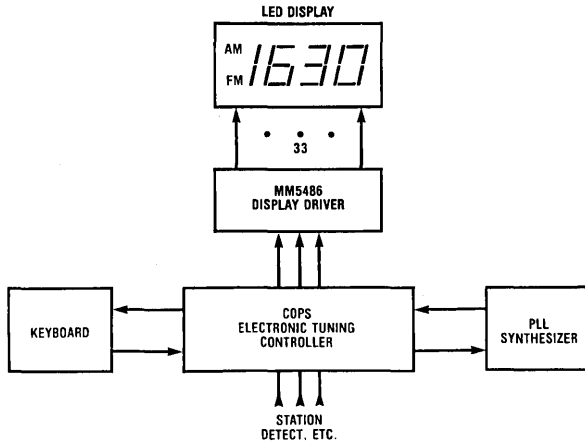 LED DISPLAY
AM
FM
1630
33
MM5486
DISPLAY DRIVER
KEYBOARD
COPS
ELECTRONIC TUNING
CONTROLLER
PLL
SYNTHESIZER
STATION
DETECT, ETC.